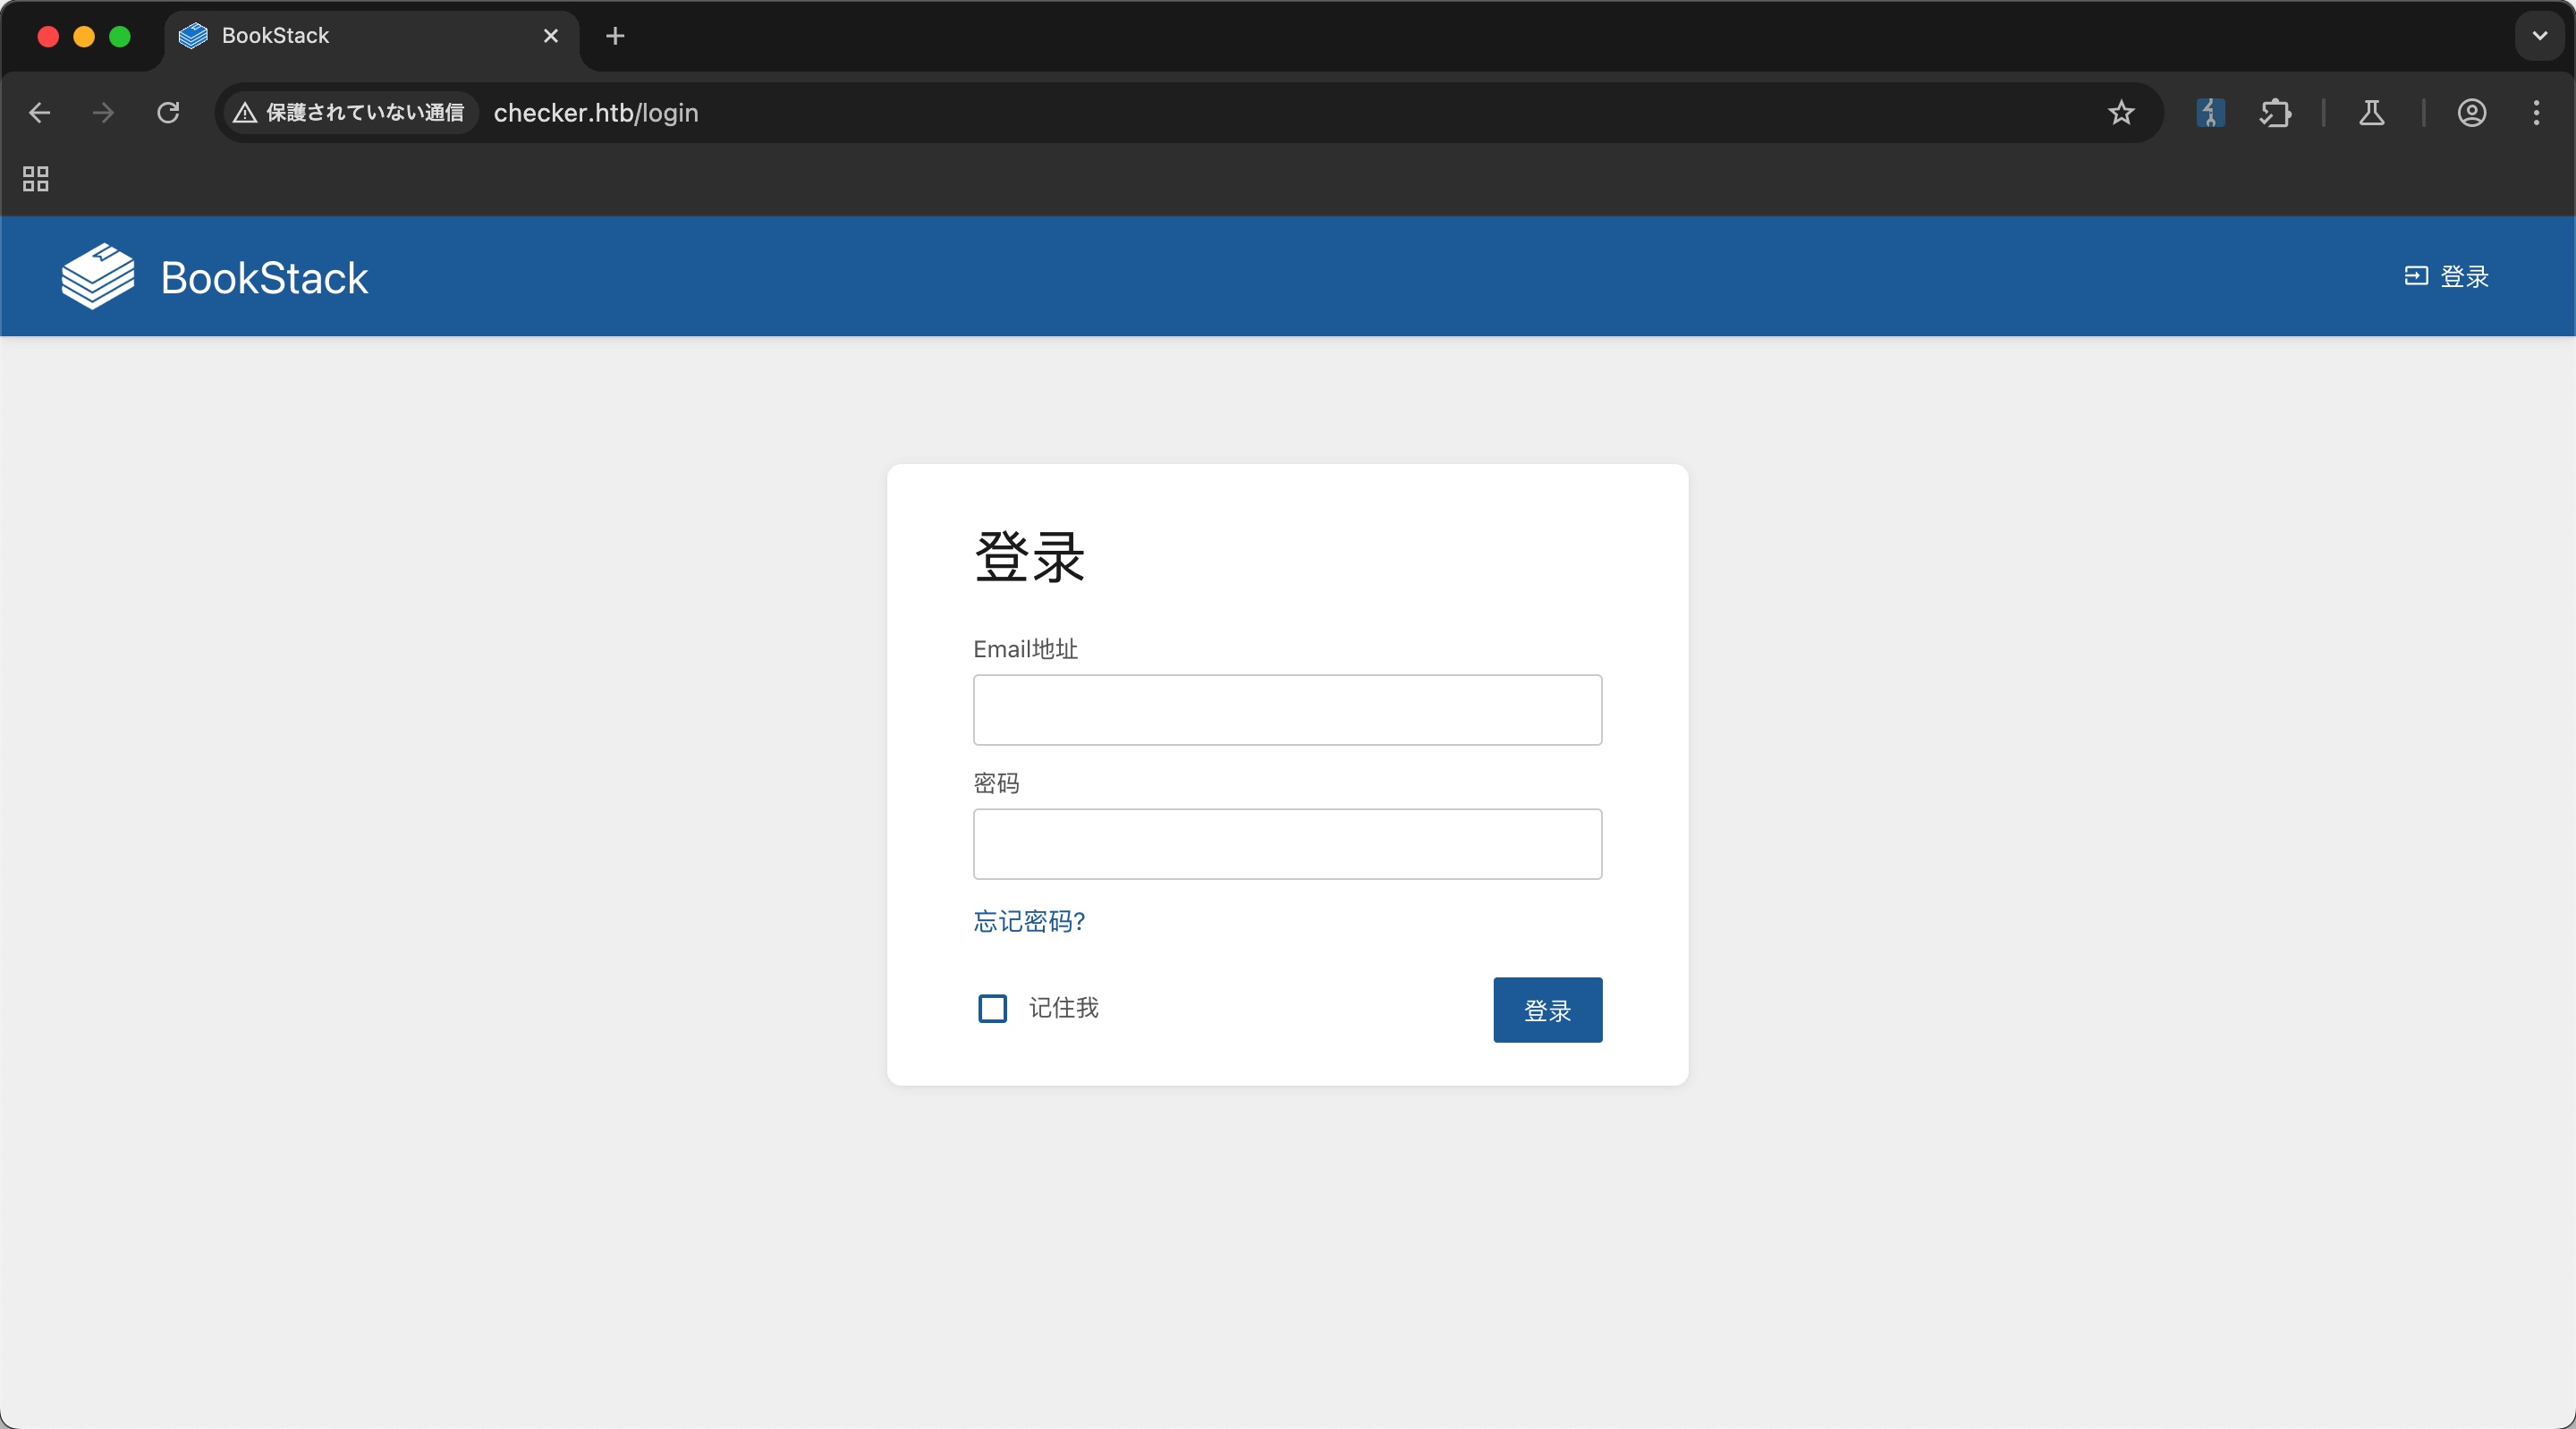 BookStack
保護されていない通信 checker.htb/login
BookStack
登录
登录
Email地址
密码
忘记密码?
记住我
登录